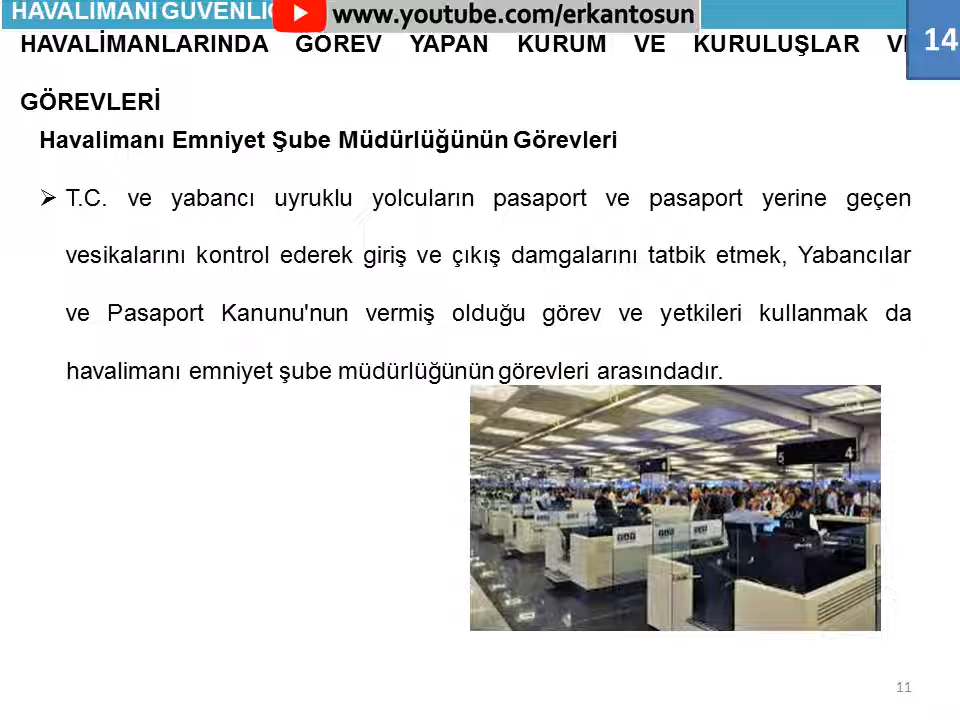 HAVALİMANI GÜVENLİĞ
www.youtube.com/erkantosun
14
HAVALİMANLARINDA GÖREV YAPAN KURUM VE KURULUŞLAR VE
GÖREVLERİ
Havalimanı Emniyet Şube Müdürlüğünün Görevleri
T.C. ve yabancı uyruklu yolcuların pasaport ve pasaport yerine geçen
vesikalarını kontrol ederek giriş ve çıkış damgalarını tatbik etmek, Yabancılar
ve Pasaport Kanunu'nun vermiş olduğu görev ve yetkileri kullanmak da
havalimanı emniyet şube müdürlüğünün görevleri arasındadır.
5 4
11